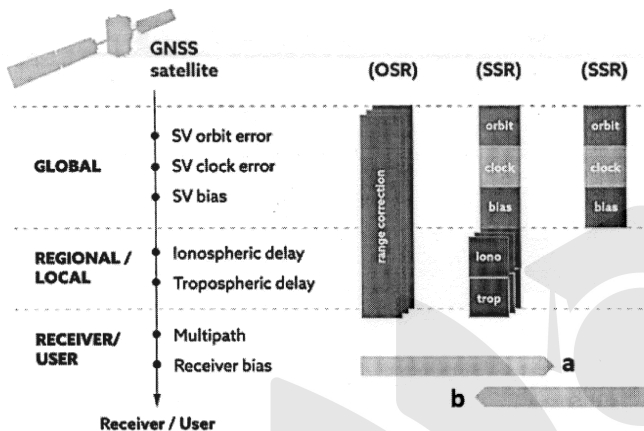 GNSS
satellite
(OSR) (SSR) (SSR)
GLOBAL
SV orbit error
SV clock error
SV bias
range correction
orbit
clock
bias
orbit
clock
bias
REGIONAL /
LOCAL
Ionospheric delay
Tropospheric delay
Iono
trop
RECEIVER/
USER
Multipath
Receiver bias
a
b
Receiver / User